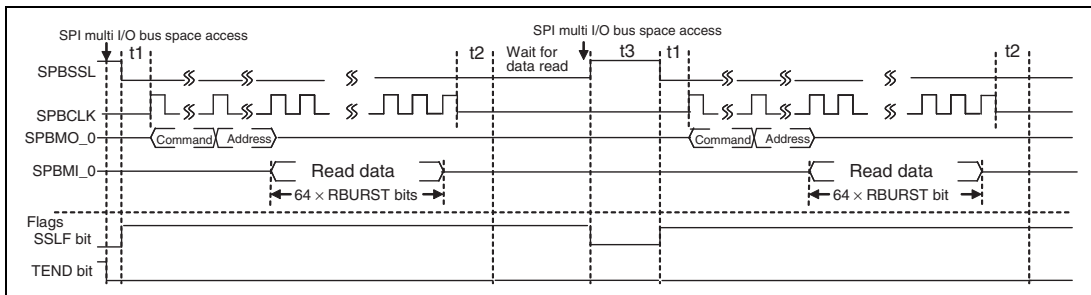 SPI multi I/O bus space access
SPI multi I/O bus space access
t1
t2
Wait for
data read
t3
t1
t2
SPBSSL
SPBCLK
SPBMO_0
Command
Address
Command
Address
SPBMI_0
Read data
Read data
64 × RBURST bits
64 × RBURST bit
Flags
SSLF bit
TEND bit